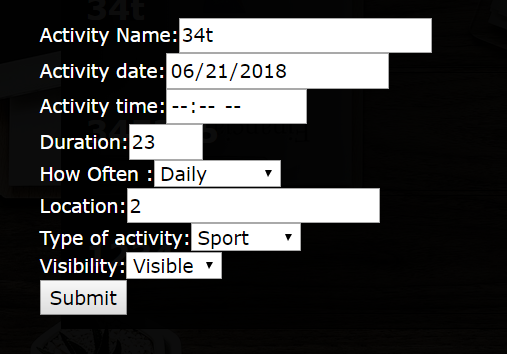 34t
Activity Name: 34t
Activity date: 06/21/2018
Activity time: --:-- --
Duration: 23
How Often : Daily
Location: 2
Type of activity: Sport
Visibility: Visible
Submit